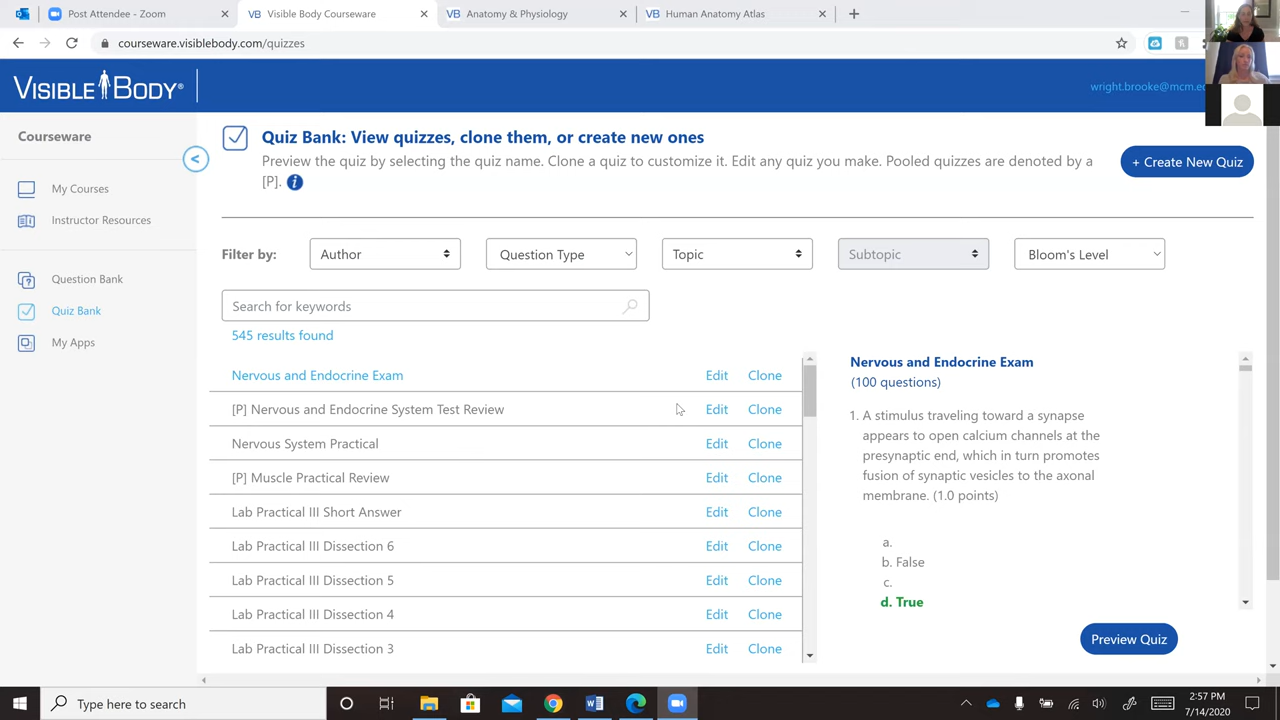 Post Attendee - Zoom
VB Visible Body Courseware
VB Anatomy & Physiology
VB Human Anatomy Atlas
courseware.visiblebody.com/quizzes
VISIBLE BODY®
wright.brooke@mcm.e
Courseware
My Courses
Instructor Resources
Question Bank
Quiz Bank
My Apps
Quiz Bank: View quizzes, clone them, or create new ones
Preview the quiz by selecting the quiz name. Clone a quiz to customize it. Edit any quiz you make. Pooled quizzes are denoted by a
[P]. i
+ Create New Quiz
Filter by: Author Question Type Topic Subtopic Bloom's Level
Search for keywords
545 results found
Nervous and Endocrine Exam Edit Clone
[P] Nervous and Endocrine System Test Review Edit Clone
Nervous System Practical Edit Clone
[P] Muscle Practical Review Edit Clone
Lab Practical III Short Answer Edit Clone
Lab Practical III Dissection 6 Edit Clone
Lab Practical III Dissection 5 Edit Clone
Lab Practical III Dissection 4 Edit Clone
Lab Practical III Dissection 3 Edit Clone
Nervous and Endocrine Exam
(100 questions)
1. A stimulus traveling toward a synapse
appears to open calcium channels at the
presynaptic end, which in turn promotes
fusion of synaptic vesicles to the axonal
membrane. (1.0 points)
a.
b. False
c.
d. True
Preview Quiz
Type here to search
2:57 PM
7/14/2020